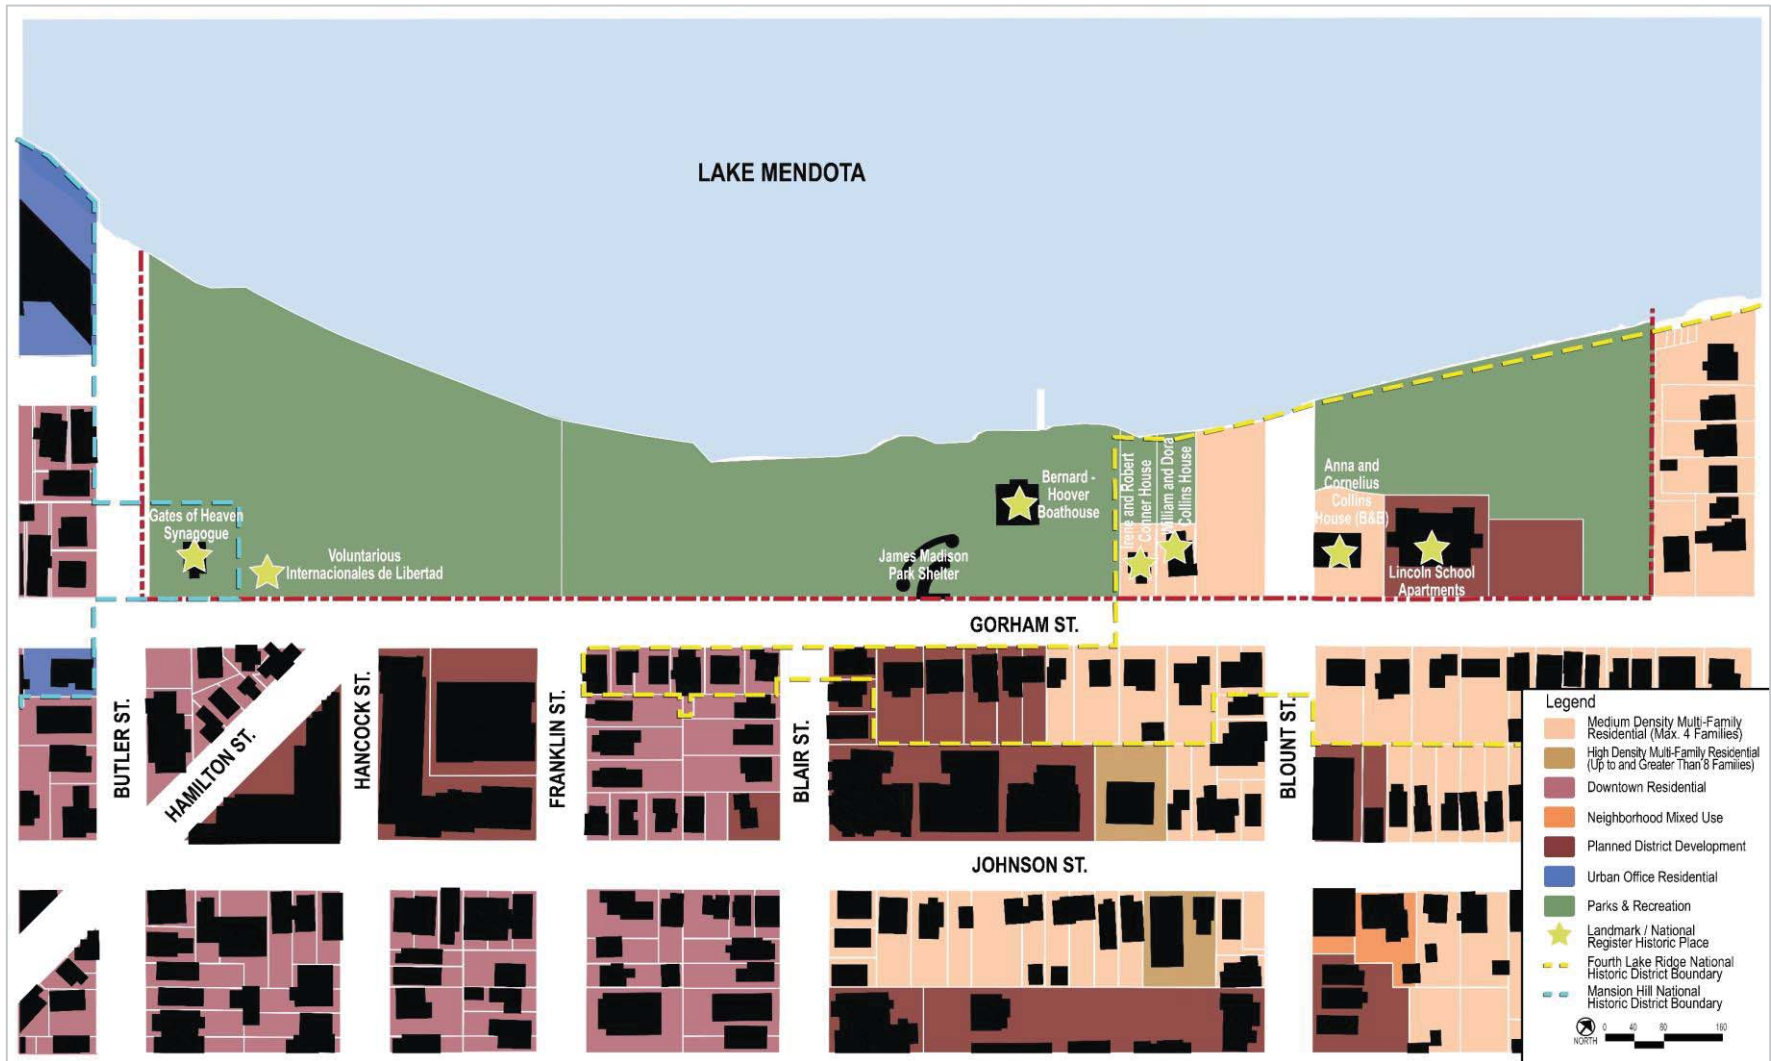 LAKE MENDOTA
Gates of Heaven
Synagogue
Voluntarious
Internacionales de Libertad
James Madison
Park Shelter
Bernard -
Hoover
Boathouse
Irene and Robert
Conner House
William and Dora
Collins House
Anna and
Cornelius
Collins
House (B&B)
Lincoln School
Apartments
GORHAM ST.
BUTLER ST.
HAMILTON ST.
HANCOCK ST.
FRANKLIN ST.
BLAIR ST.
BLOUNT ST.
JOHNSON ST.
Legend
Medium Density Multi-Family
Residential (Max. 4 Families)
High Density Multi-Family Residential
(Up to and Greater Than 8 Families)
Downtown Residential
Neighborhood Mixed Use
Planned District Development
Urban Office Residential
Parks & Recreation
Landmark / National
Register Historic Place
Fourth Lake Ridge National
Historic District Boundary
Mansion Hill National
Historic District Boundary
NORTH
0 40 80 160